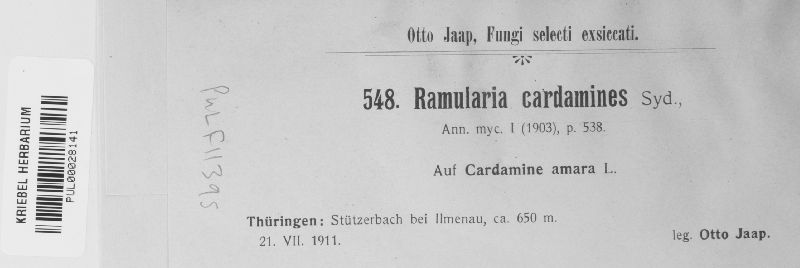 KRIEBEL HERBARIUM
PUL00028141
PUL F11395
Otto Jaap, Fungi selecti exsiccati.
548. Ramularia cardamines Syd.,
Ann. myc. I (1903), p. 538.
Auf Cardamine amara L.
Thüringen: Stützerbach bei Ilmenau, ca. 650 m.
21. VII. 1911.
leg. Otto Jaap.